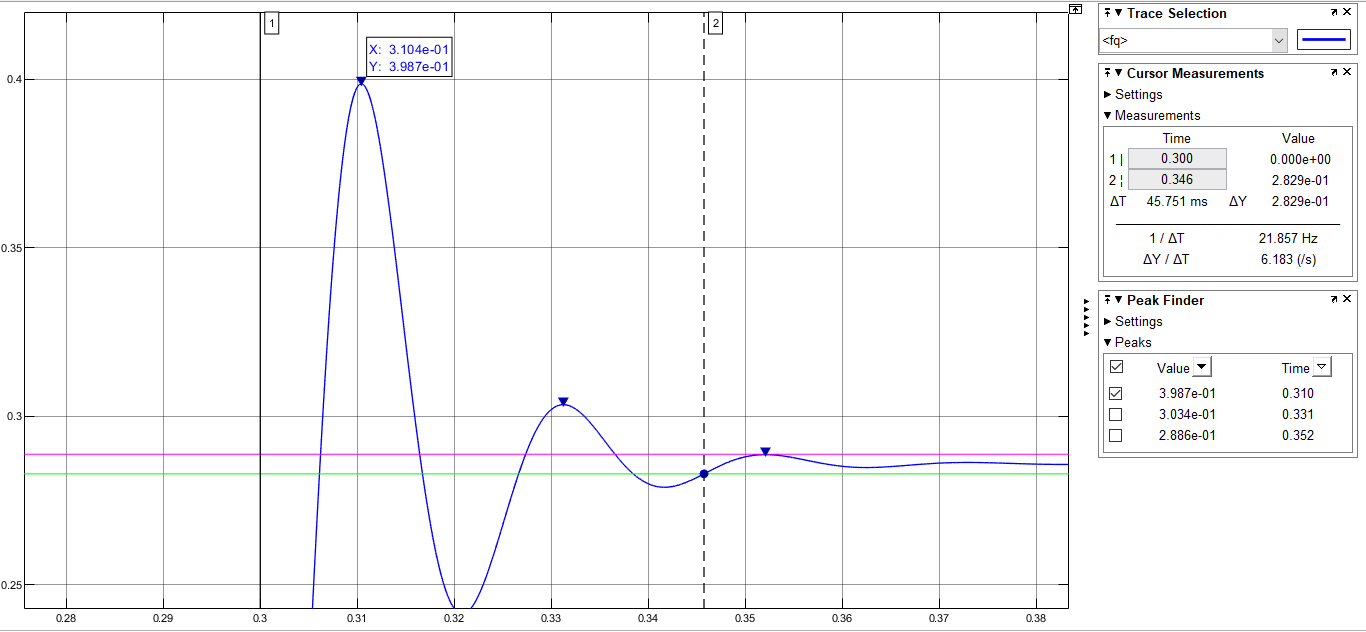 1
2
X: 3.104e-01
Y: 3.987e-01
0.4
0.35
0.3
0.25
0.28 0.29 0.3 0.31 0.32 0.33 0.34 0.35 0.36 0.37 0.38
Trace Selection
<fq>
Cursor Measurements
Settings
Measurements
Time Value
1 | 0.300 0.000e+00
2 ¦ 0.346 2.829e-01
ΔT 45.751 ms ΔY 2.829e-01
1 / ΔT 21.857 Hz
ΔY / ΔT 6.183 (/s)
Peak Finder
Settings
Peaks
Value Time
3.987e-01 0.310
3.034e-01 0.331
2.886e-01 0.352